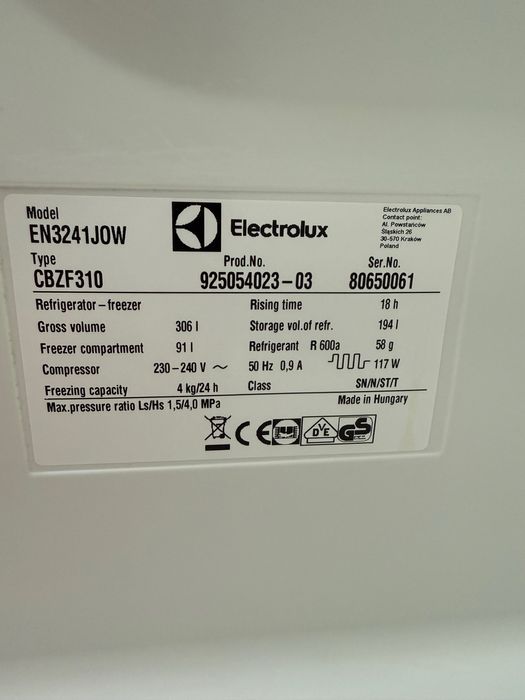 Model
EN3241JOW
Electrolux
Electrolux Appliances AB
Contact point:
Al. Powstańców
Śląskich 26
30-570 Kraków
Poland
Type Prod.No. Ser.No.
CBZF310 925054023-03 80650061
Refrigerator-freezer Rising time 18 h
Gross volume 306 l Storage vol.of refr. 194 l
Freezer compartment 91 l Refrigerant R 600a 58 g
Compressor 230-240 V ~ 50 Hz 0,9 A 117 W
Freezing capacity 4 kg/24 h Class SN/N/ST/T
Max.pressure ratio Ls/Hs 1,5/4,0 MPa Made in Hungary
CE DVE GS